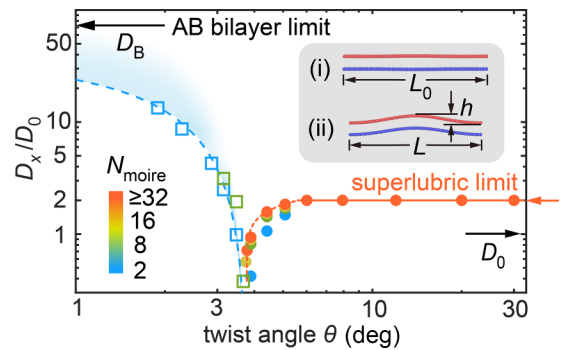 50
AB bilayer limit
D_B
(i)
L_0
10
(ii)
h
L
5
D_x/D_0
N_moire
≥32
16
8
2
superlubric limit
2
1
D_0
1
3
10
30
twist angle θ (deg)